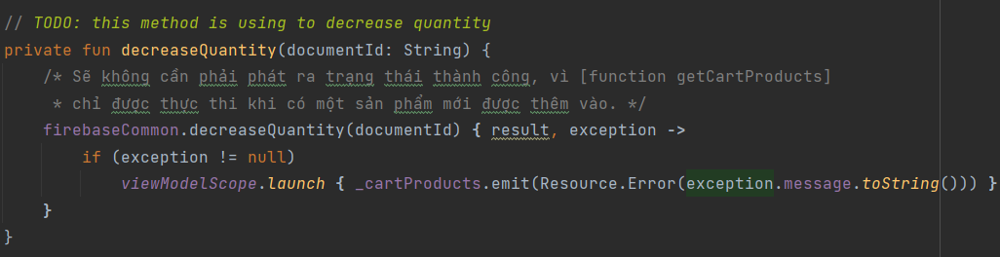 // TODO: this method is using to decrease quantity
private fun decreaseQuantity(documentId: String) {
/* Sẽ không cần phải phát ra trạng thái thành công, vì [function getCartProducts]
* chỉ được thực thi khi có một sản phẩm mới được thêm vào. */
firebaseCommon.decreaseQuantity(documentId) { result, exception ->
if (exception != null)
viewModelScope.launch { _cartProducts.emit(Resource.Error(exception.message.toString())) }
}
}